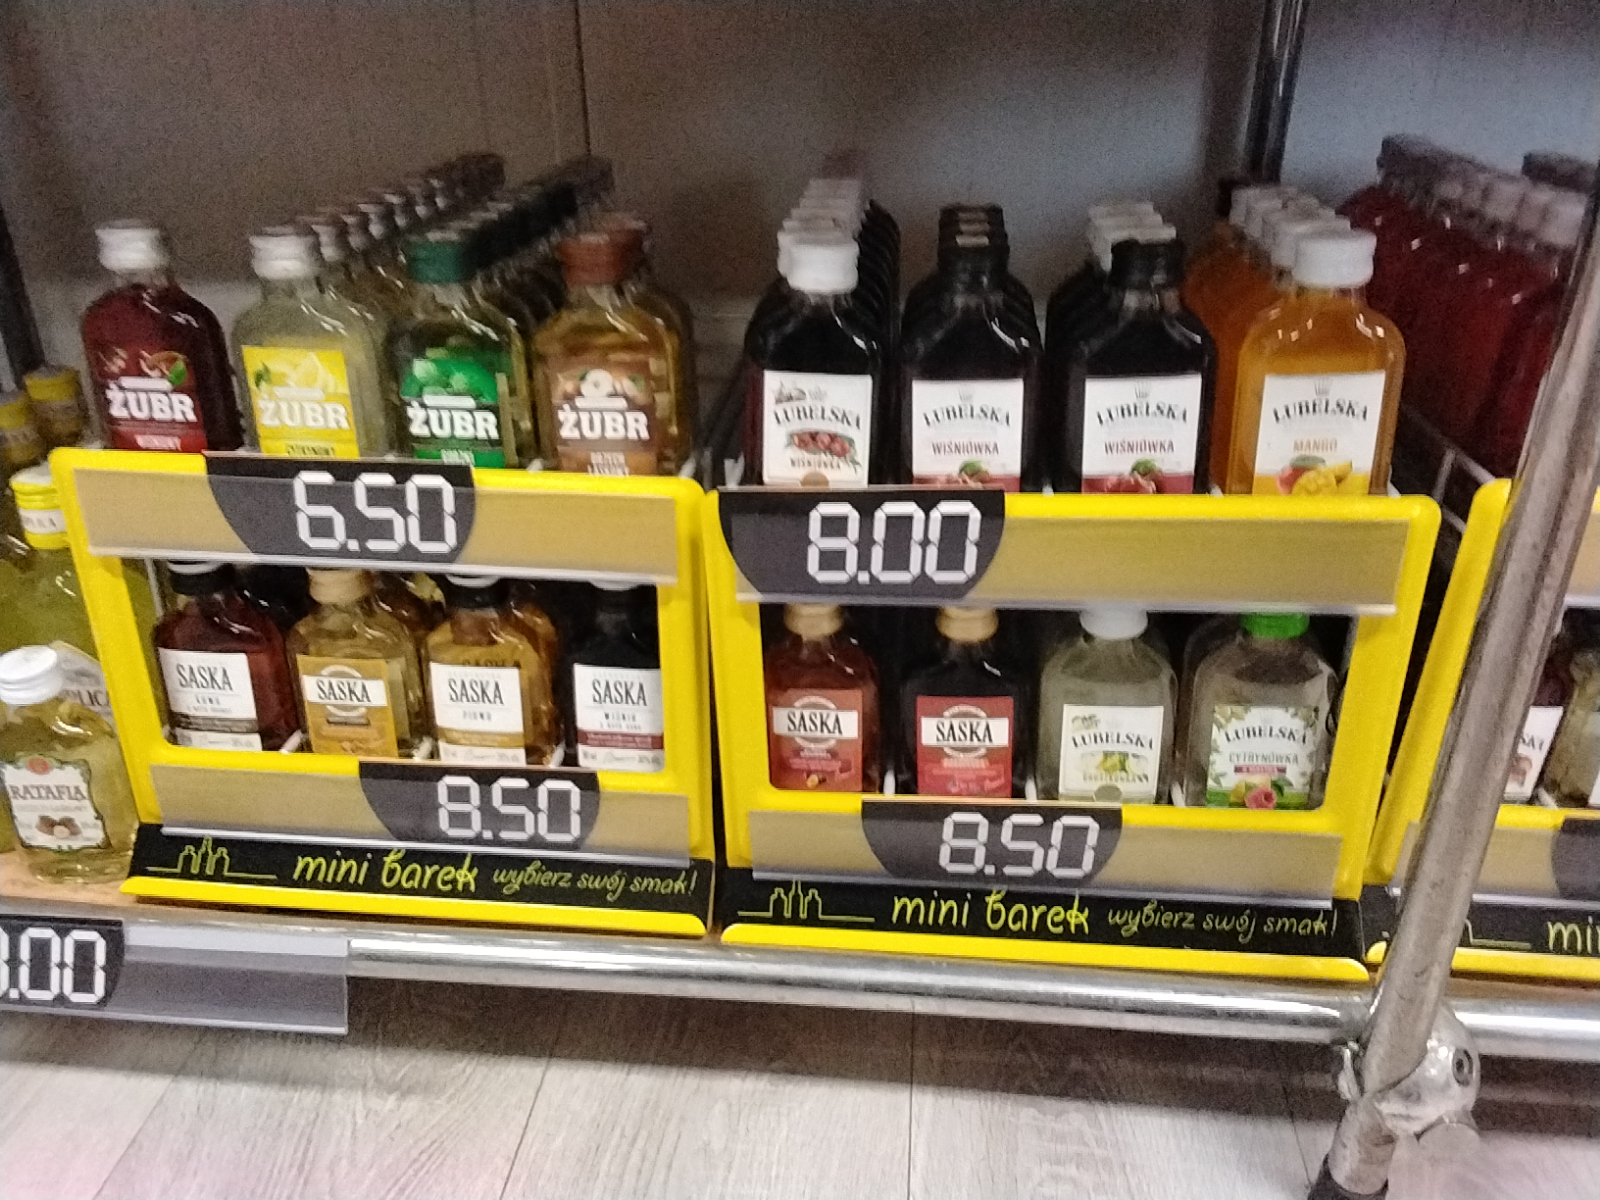 ŻUBR
ŻUBR
ŻUBR
ŻUBR
LUBELSKA
WIŚNIÓWKA
LUBELSKA
WIŚNIÓWKA
LUBELSKA
WIŚNIÓWKA
LUBELSKA
MANGO
6.50
8.00
SASKA
SASKA
SASKA
SASKA
WIŚNIA
SASKA
SASKA
LUBELSKA
LUBELSKA
CYTRYNÓWKA
RATAFIA
8.50
8.50
mini barek wybierz swój smak!
mini barek wybierz swój smak!
.00